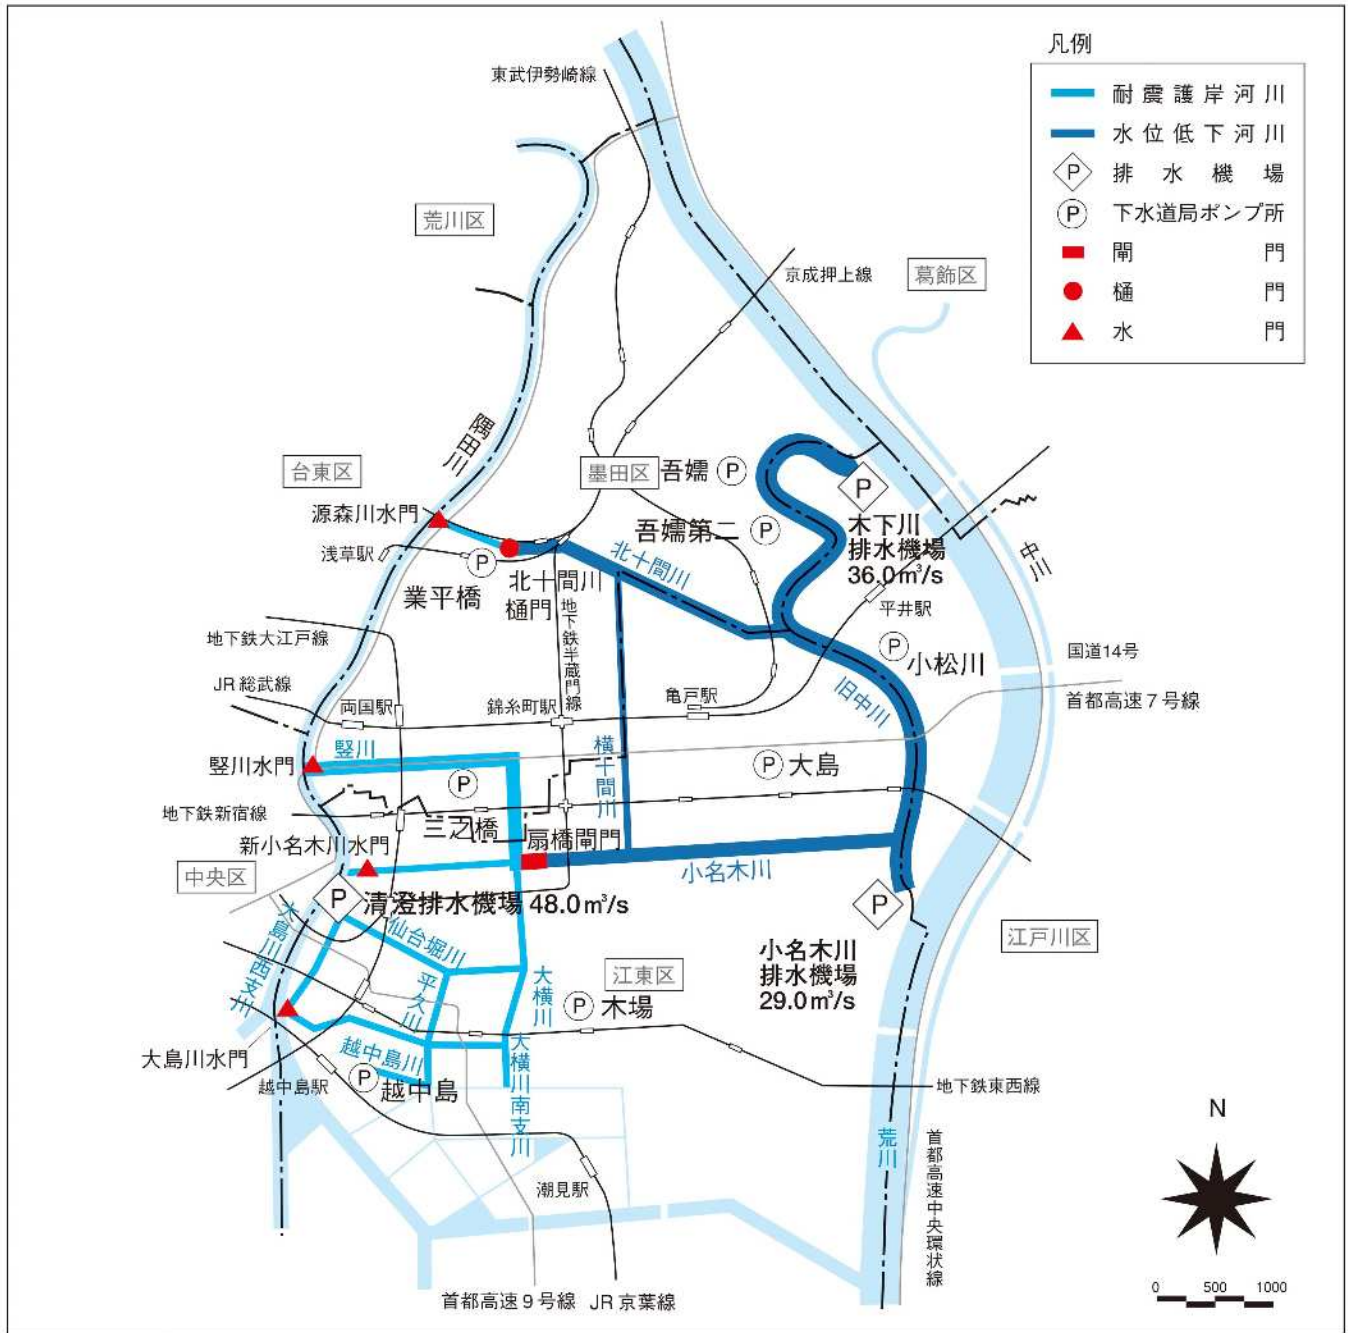 凡例
耐震護岸河川
水位低下河川
P 排水機場
P 下水道局ポンプ所
閘門
樋門
水門
東武伊勢崎線
荒川区
京成押上線
葛飾区
隅田川
台東区
墨田区
吾嬬 P
源森川水門
吾嬬第二 P
P
木下川
排水機場
36.0㎥/s
中川
浅草駅
P
業平橋
北十間川
樋門
北十間川
地下鉄半蔵門線
平井駅
地下鉄大江戸線
P
小松川
国道14号
JR総武線
両国駅
錦糸町駅
亀戸駅
旧中川
首都高速7号線
竪川
竪川水門
横十間川
P 大島
P
地下鉄新宿線
三之橋
扇橋閘門
新小名木川水門
小名木川
中央区
P 清澄排水機場 48.0㎥/s
P
大島川西支川
仙台堀川
小名木川
排水機場
29.0㎥/s
江戸川区
平久川
大横川
江東区
P 木場
大島川水門
越中島川
大横川南支川
越中島駅
P 越中島
地下鉄東西線
荒川
首都高速中央環状線
潮見駅
首都高速9号線
JR京葉線
N
0 500 1000